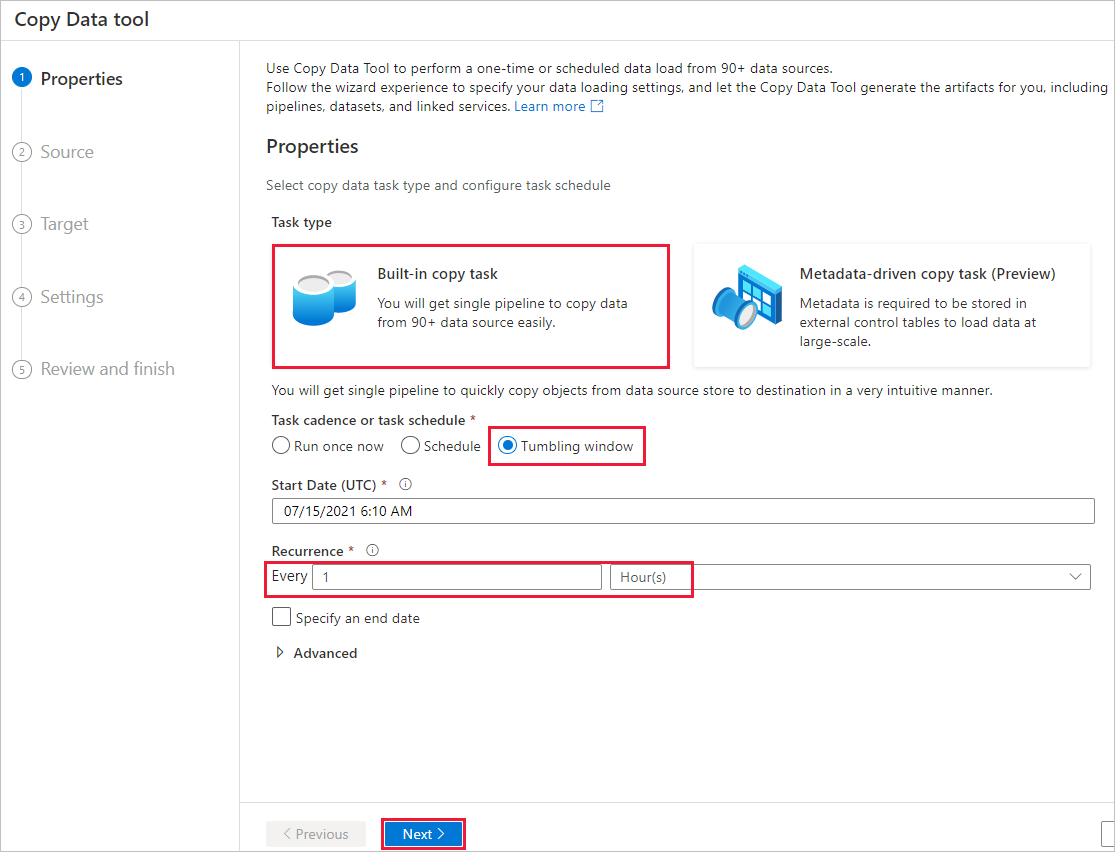 Copy Data tool
1 Properties
2 Source
3 Target
4 Settings
5 Review and finish
Use Copy Data Tool to perform a one-time or scheduled data load from 90+ data sources.
Follow the wizard experience to specify your data loading settings, and let the Copy Data Tool generate the artifacts for you, including
pipelines, datasets, and linked services. Learn more
Properties
Select copy data task type and configure task schedule
Task type
Built-in copy task
You will get single pipeline to copy data
from 90+ data source easily.
Metadata-driven copy task (Preview)
Metadata is required to be stored in
external control tables to load data at
large-scale.
You will get single pipeline to quickly copy objects from data source store to destination in a very intuitive manner.
Task cadence or task schedule *
Run once now Schedule Tumbling window
Start Date (UTC) *
07/15/2021 6:10 AM
Recurrence *
Every 1 Hour(s)
Specify an end date
Advanced
< Previous Next >